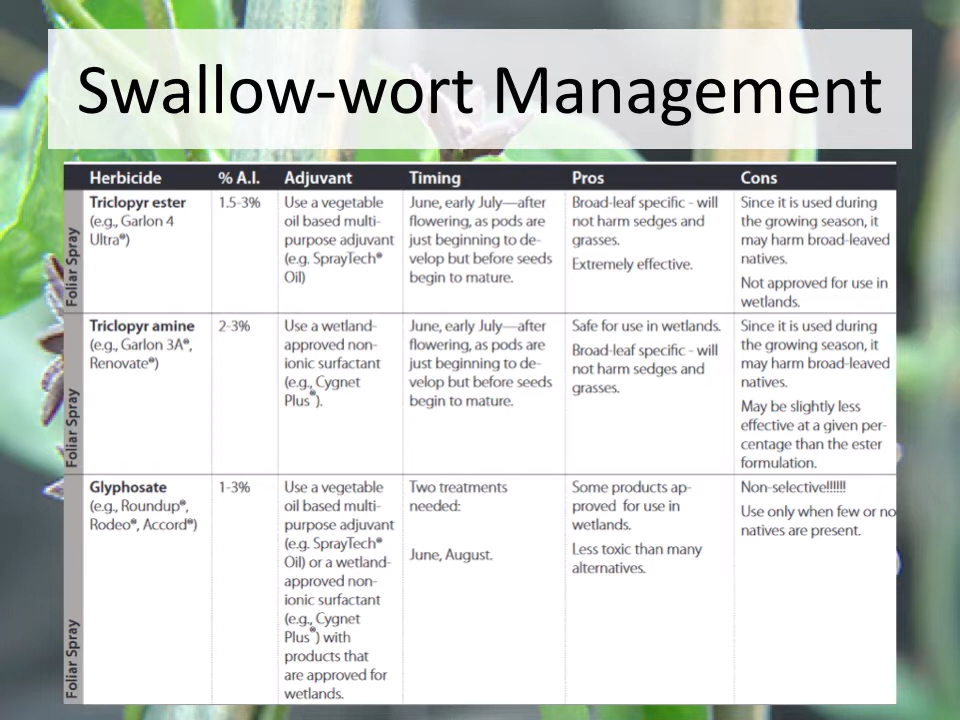 Swallow-wort Management
Herbicide % A.I. Adjuvant Timing Pros Cons
Foliar Spray
Triclopyr ester
(e.g., Garlon 4
Ultra®)
1.5-3%
Use a vegetable
oil based multi-
purpose adjuvant
(e.g. SprayTech®
Oil)
June, early July—after
flowering, as pods are
just beginning to de-
velop but before seeds
begin to mature.
Broad-leaf specific - will
not harm sedges and
grasses.
Extremely effective.
Since it is used during
the growing season, it
may harm broad-leaved
natives.
Not approved for use in
wetlands.
Foliar Spray
Triclopyr amine
(e.g., Garlon 3A®,
Renovate®)
2-3%
Use a wetland-
approved non-
ionic surfactant
(e.g., Cygnet
Plus®).
June, early July—after
flowering, as pods are
just beginning to de-
velop but before seeds
begin to mature.
Safe for use in wetlands.
Broad-leaf specific - will
not harm sedges and
grasses.
Since it is used during
the growing season, it
may harm broad-leaved
natives.
May be slightly less
effective at a given per-
centage than the ester
formulation.
Foliar Spray
Glyphosate
(e.g., Roundup®,
Rodeo®, Accord®)
1-3%
Use a vegetable
oil based multi-
purpose adjuvant
(e.g. SprayTech®
Oil) or a wetland-
approved non-
ionic surfactant
(e.g., Cygnet
Plus®) with
products that
are approved for
wetlands.
Two treatments
needed:
June, August.
Some products ap-
proved for use in
wetlands.
Less toxic than many
alternatives.
Non-selective!!!!!!
Use only when few or no
natives are present.